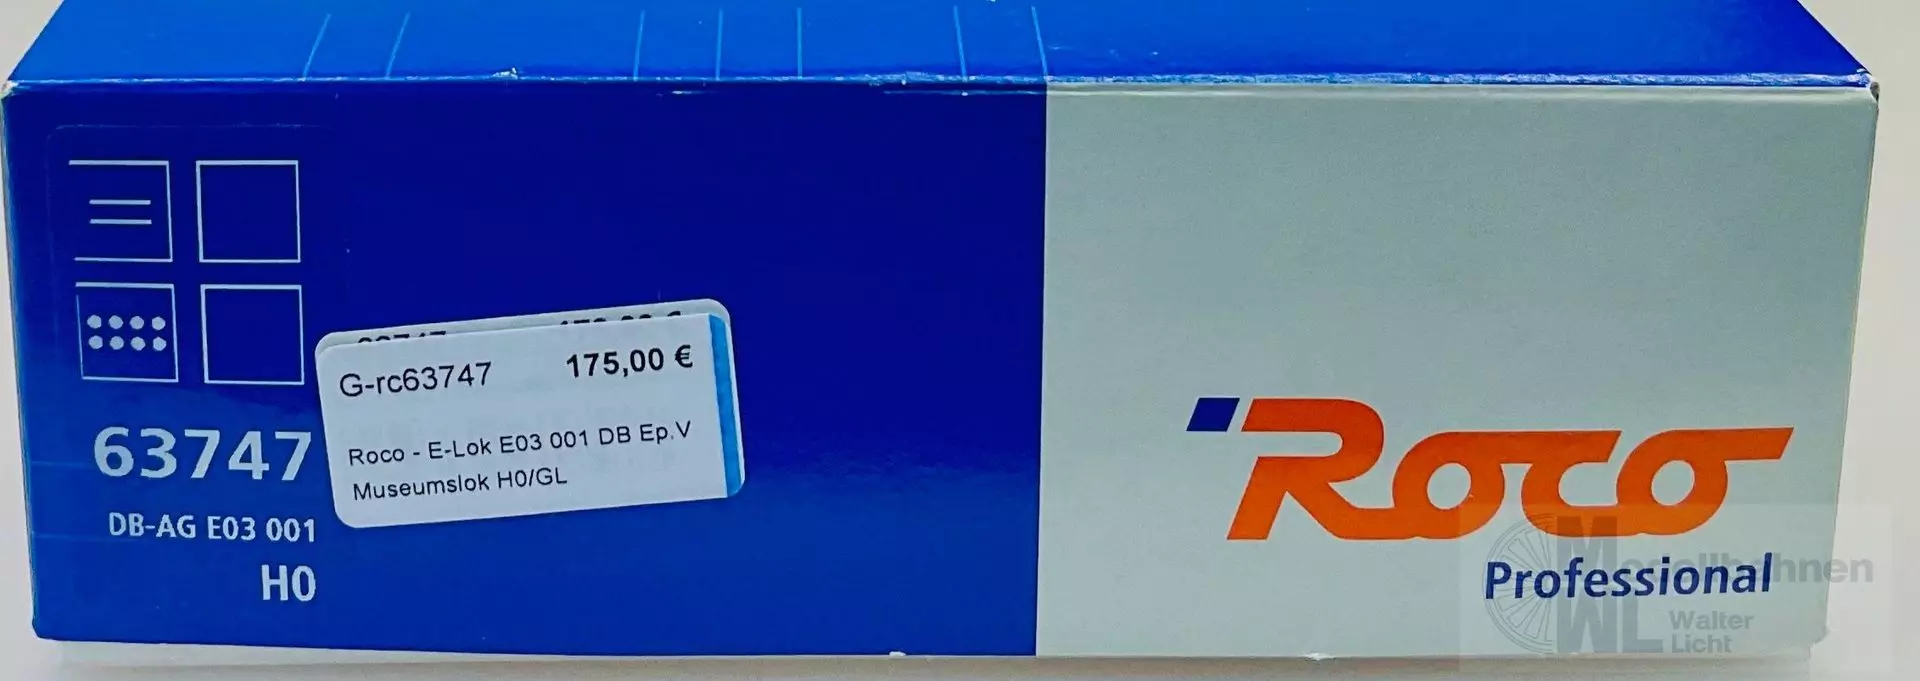 G-rc63747 175,00 €
Roco - E-Lok E03 001 DB Ep.V
Museumslok H0/GL
63747
DB-AG E03 001
H0
Roco
Professional
Modellbahnen
Walter
Licht